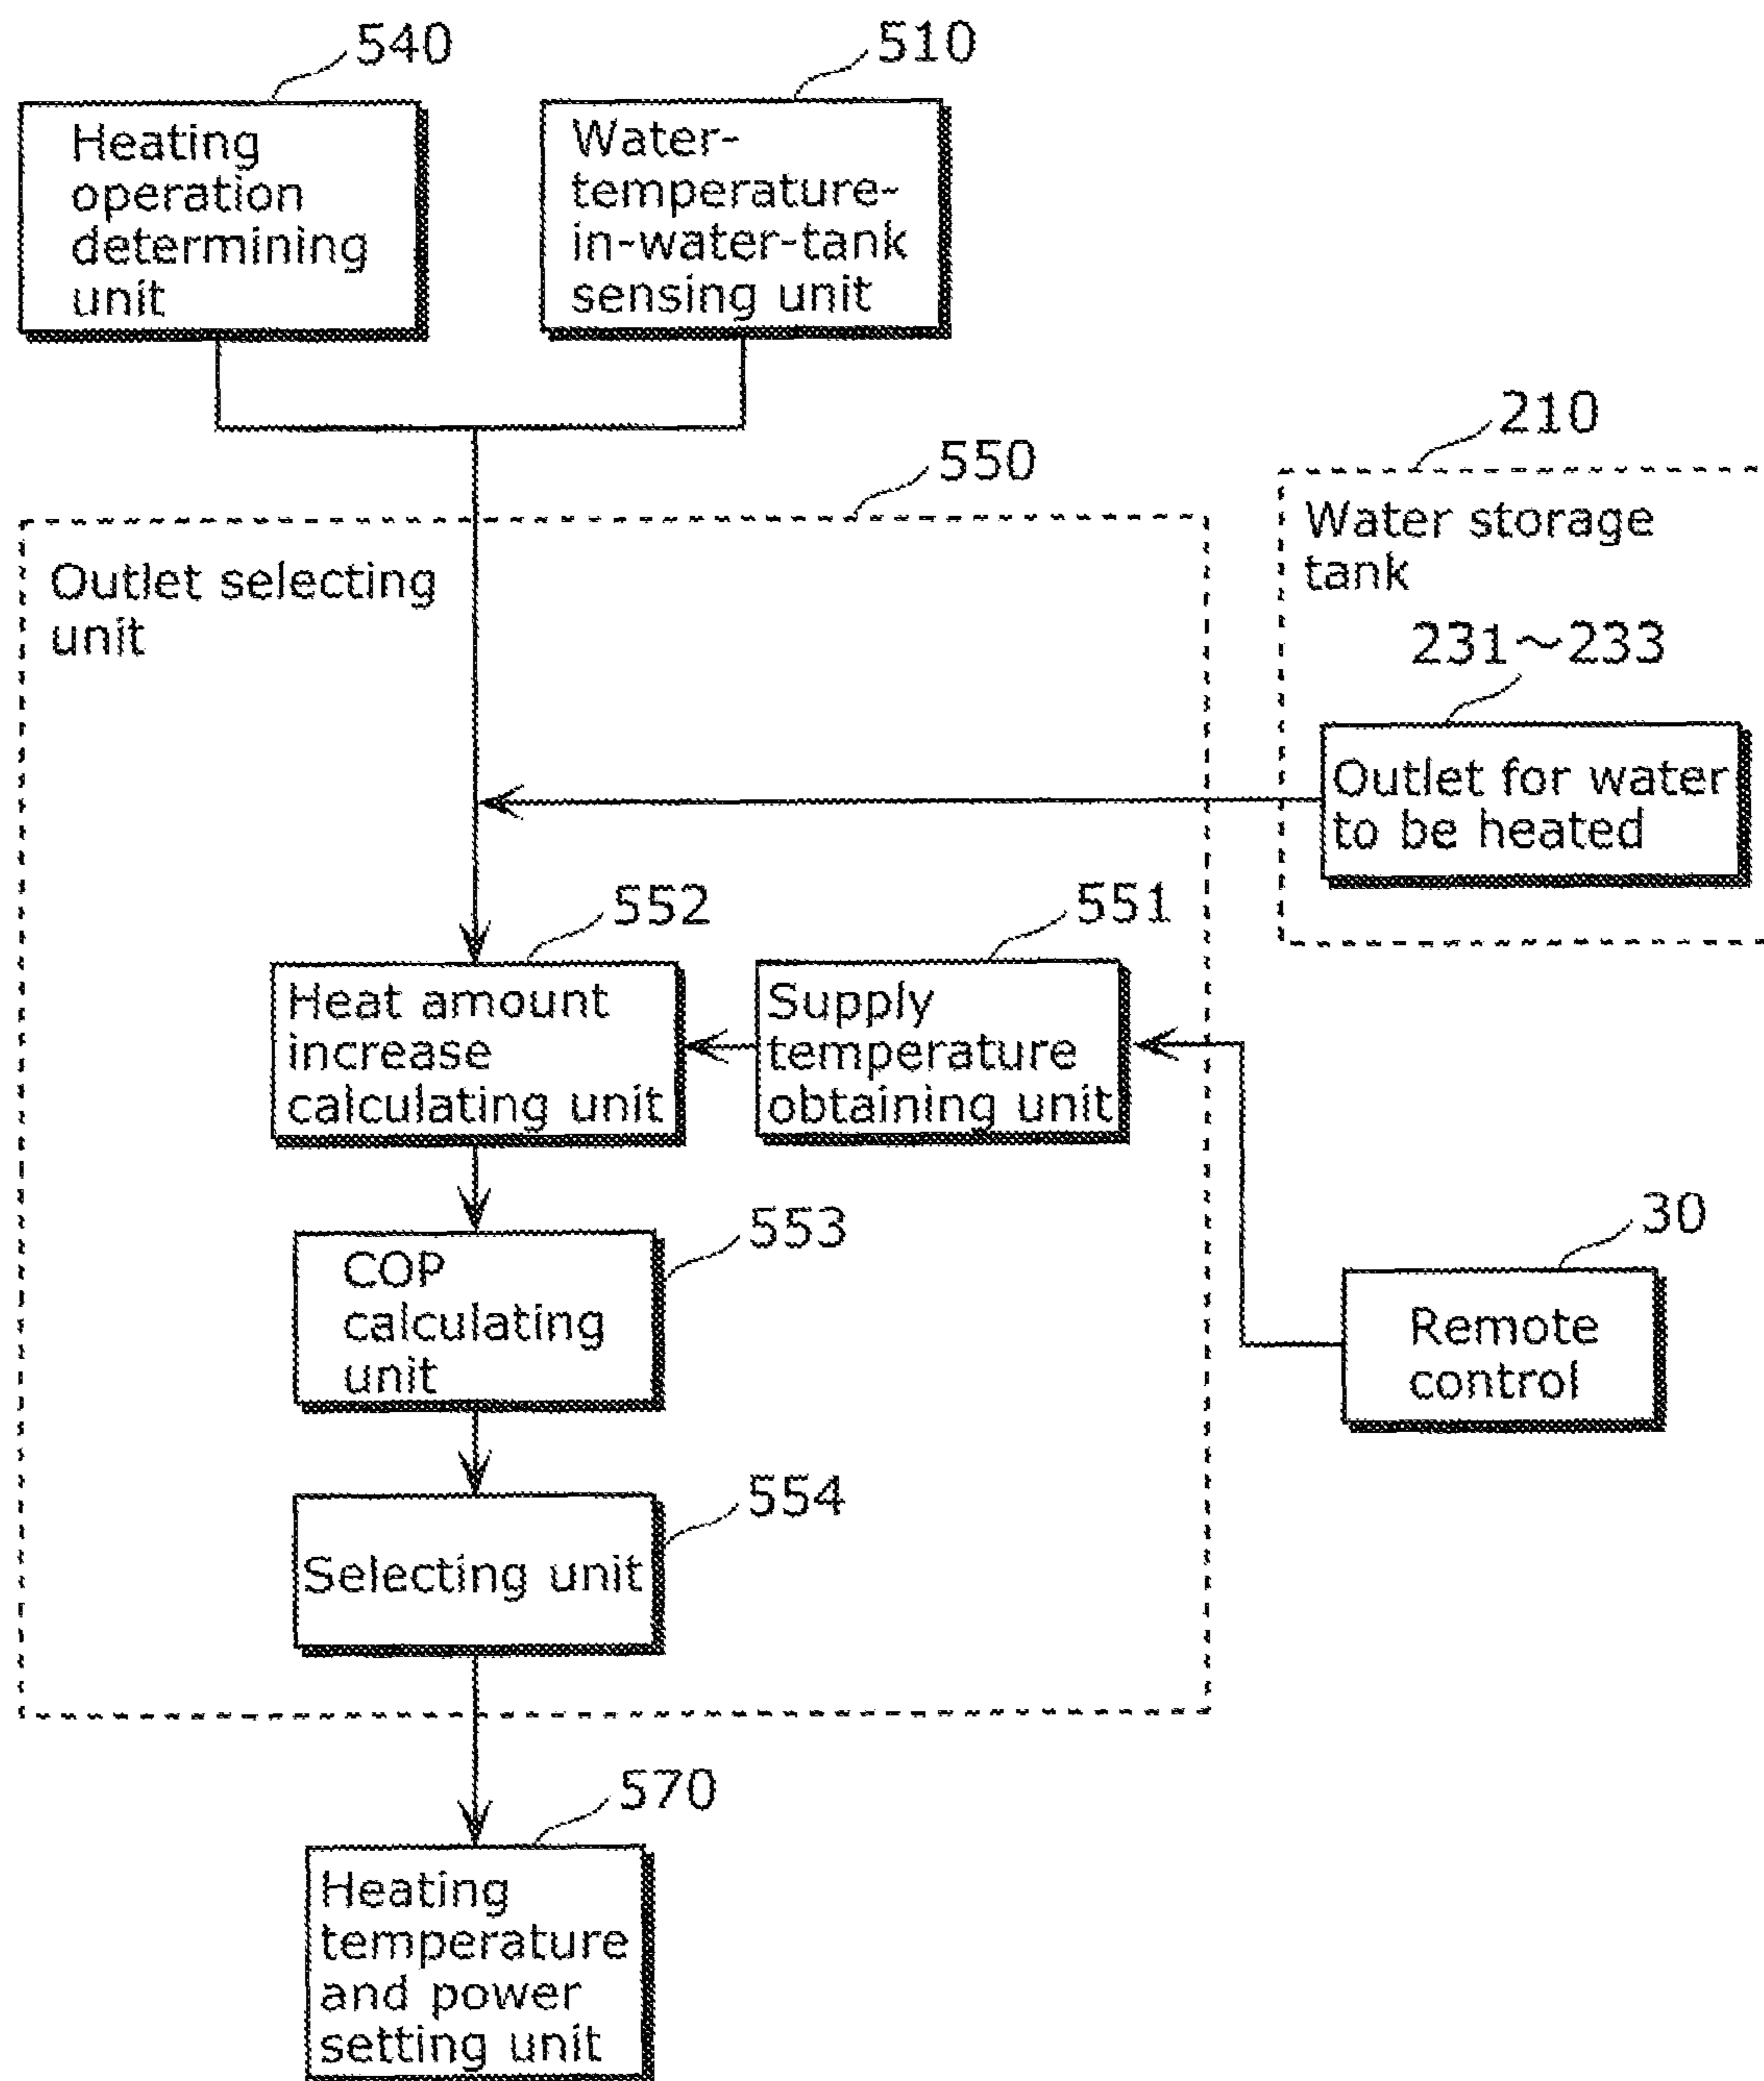 540
Heating
operation
determining
unit
510
Water-
temperature-
in-water-tank
sensing unit
550
Outlet selecting
unit
210
Water storage
tank
231～233
Outlet for water
to be heated
552
Heat amount
increase
calculating unit
551
Supply
temperature
obtaining unit
553
COP
calculating
unit
30
Remote
control
554
Selecting unit
570
Heating
temperature
and power
setting unit